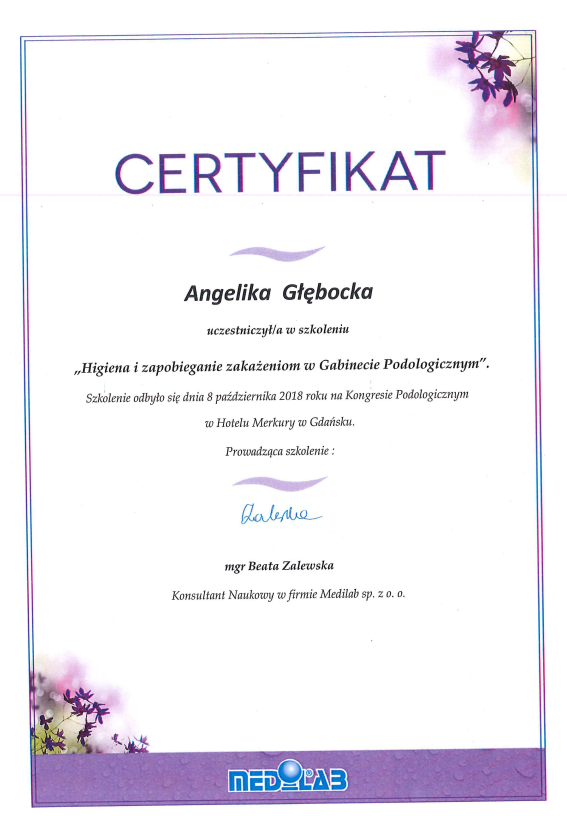 CERTYFIKAT
Angelika Głębocka
uczestniczył/a w szkoleniu
„Higiena i zapobieganie zakażeniom w Gabinecie Podologicznym”.
Szkolenie odbyło się dnia 8 października 2018 roku na Kongresie Podologicznym
w Hotelu Merkury w Gdańsku.
Prowadząca szkolenie :
Zalewska
mgr Beata Zalewska
Konsultant Naukowy w firmie Medilab sp. z o. o.
MEDILAB